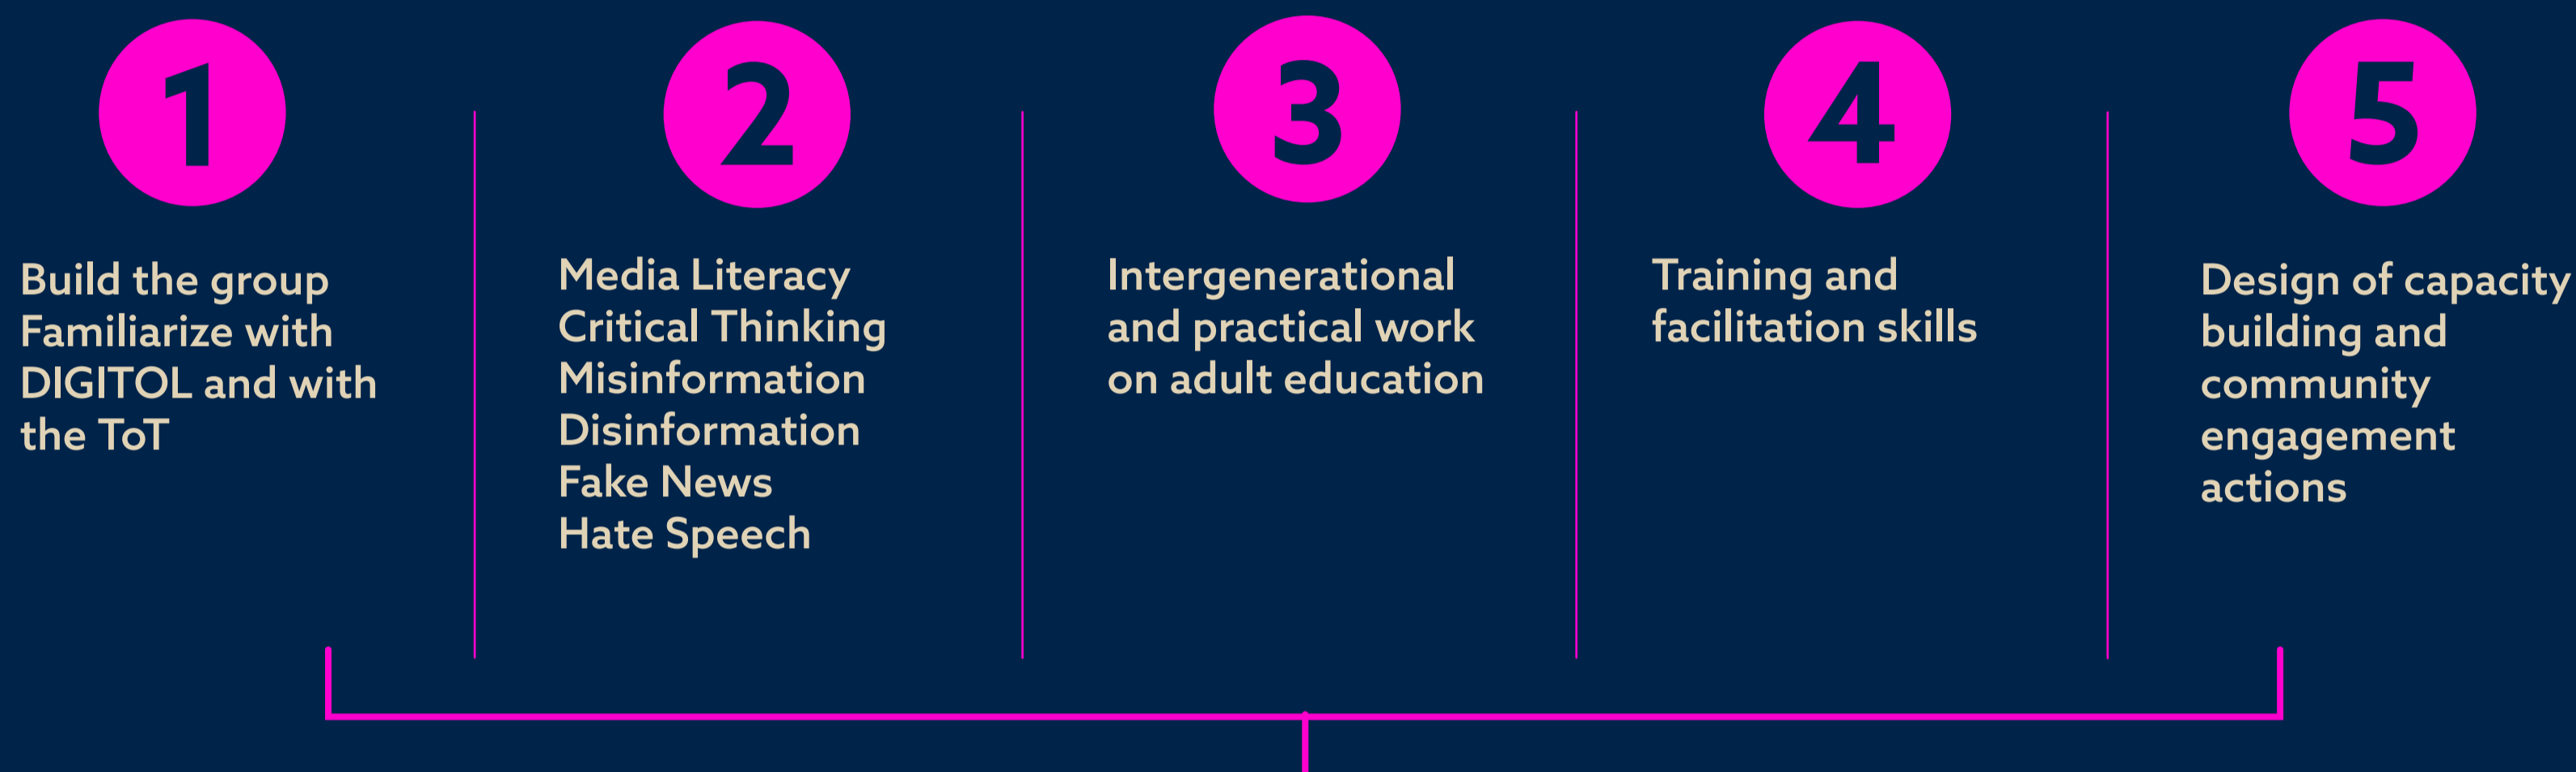 1
Build the group
Familiarize with
DIGITOL and with
the ToT
2
Media Literacy
Critical Thinking
Misinformation
Disinformation
Fake News
Hate Speech
3
Intergenerational
and practical work
on adult education
4
Training and
facilitation skills
5
Design of capacity
building and
community
engagement
actions